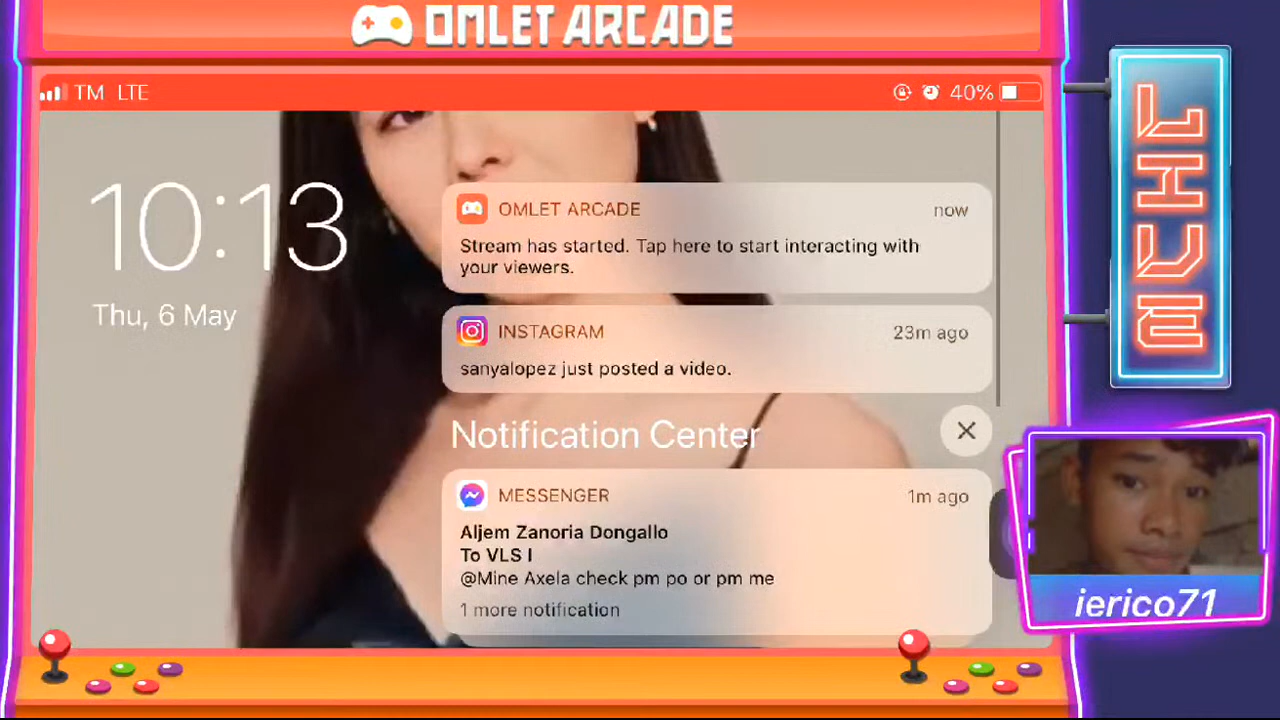 OMLET ARCADE
TM LTE
40%
10:13
Thu, 6 May
OMLET ARCADE
now
Stream has started. Tap here to start interacting with
your viewers.
INSTAGRAM
23m ago
sanyalopez just posted a video.
Notification Center
MESSENGER
1m ago
Aljem Zanoria Dongallo
To VLS I
@Mine Axela check pm po or pm me
1 more notification
LIVE
ierico71